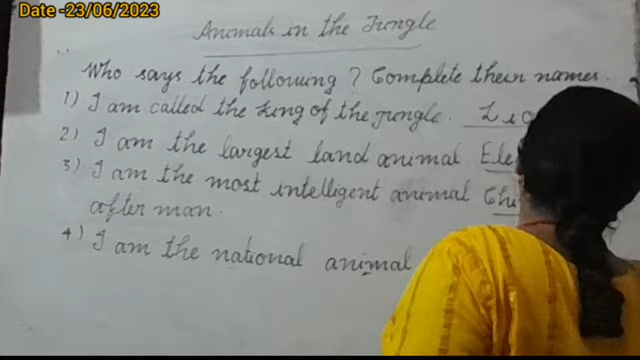 Date -23/06/2023
Animals in the Jungle
Who says the following? Complete their names.
1) I am called the king of the jungle. Lio
2) I am the largest land animal Ele
3) I am the most intelligent animal Chi
after man.
4) I am the national animal